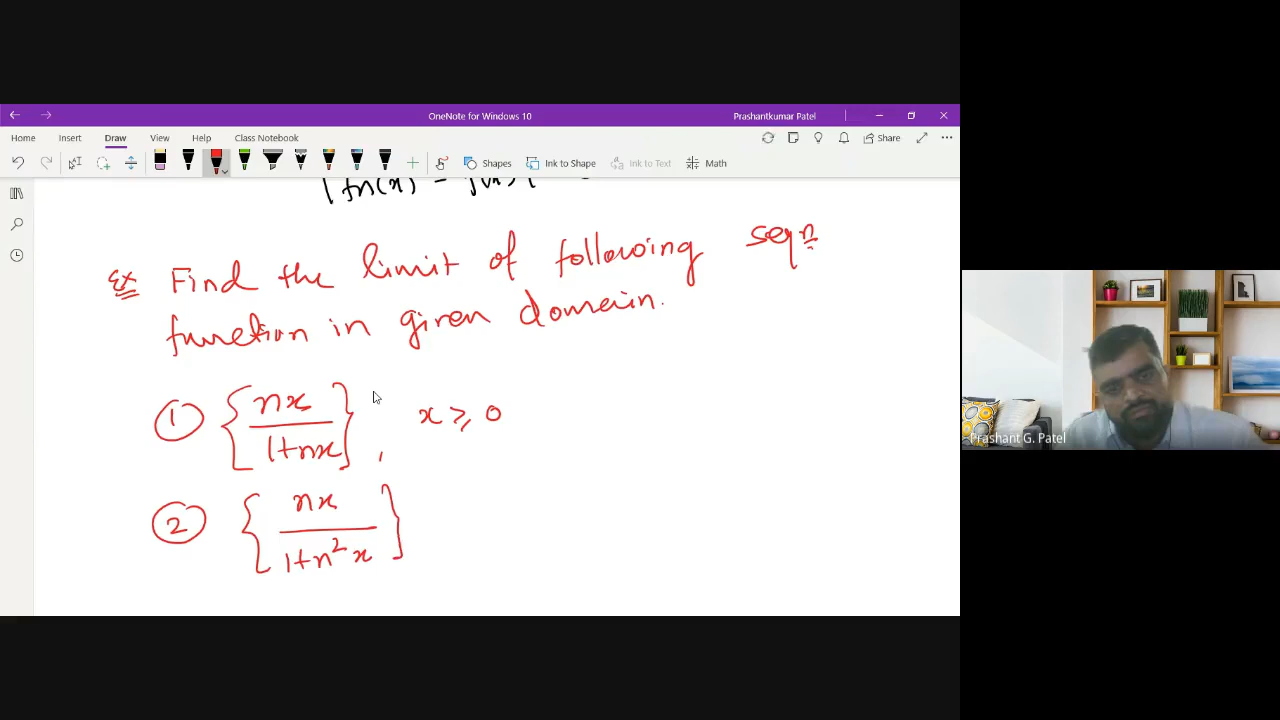 OneNote for Windows 10
Prashantkumar Patel
Home Insert Draw View Help Class Notebook
Share
Shapes Ink to Shape Ink to Text Math
Ex Find the limit of following seqn
function in given domain.
① { nx / 1+nx } , x ≥ 0
② { nx / 1+n²x }
Prashant G. Patel